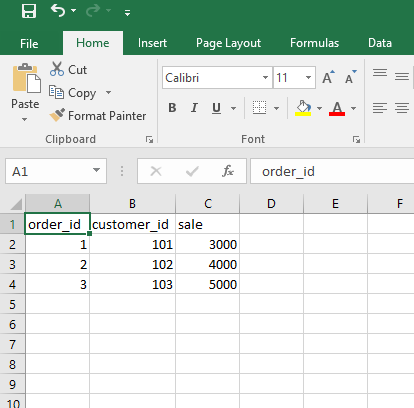 File Home Insert Page Layout Formulas Data
Cut
Copy
Format Painter
Paste
Clipboard
Calibri 11 A A
B I U A
Font
A1 fx order_id
A B C D E F
1 order_id customer_id sale
2 1 101 3000
3 2 102 4000
4 3 103 5000
5
6
7
8
9
10